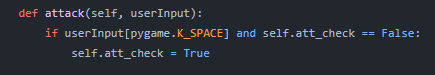 def attack(self, userInput):
    if userInput[pygame.K_SPACE] and self.att_check == False:
        self.att_check = True